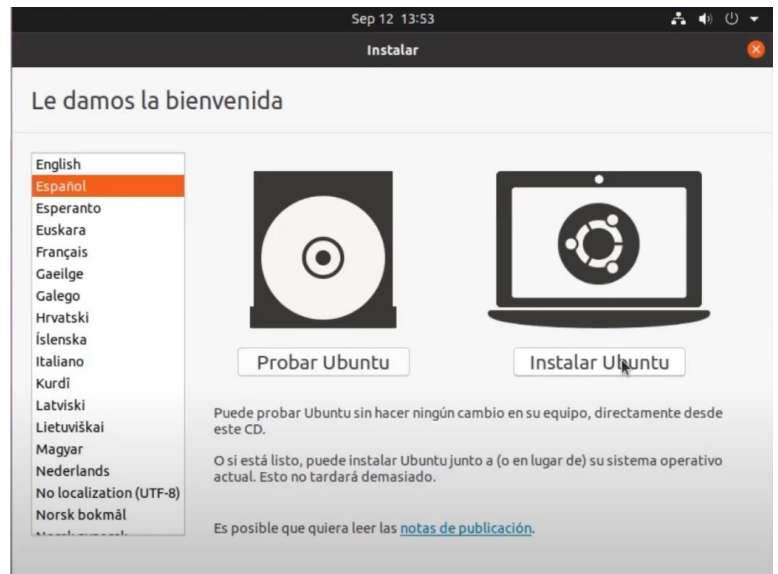 Sep 12 13:53
Instalar
Le damos la bienvenida
English
Español
Esperanto
Euskara
Français
Gaeilge
Galego
Hrvatski
Íslenska
Italiano
Kurdî
Latviski
Lietuviškai
Magyar
Nederlands
No localization (UTF-8)
Norsk bokmål
Probar Ubuntu
Instalar Ubuntu
Puede probar Ubuntu sin hacer ningún cambio en su equipo, directamente desde
este CD.
O si está listo, puede instalar Ubuntu junto a (o en lugar de) su sistema operativo
actual. Esto no tardará demasiado.
Es posible que quiera leer las notas de publicación.